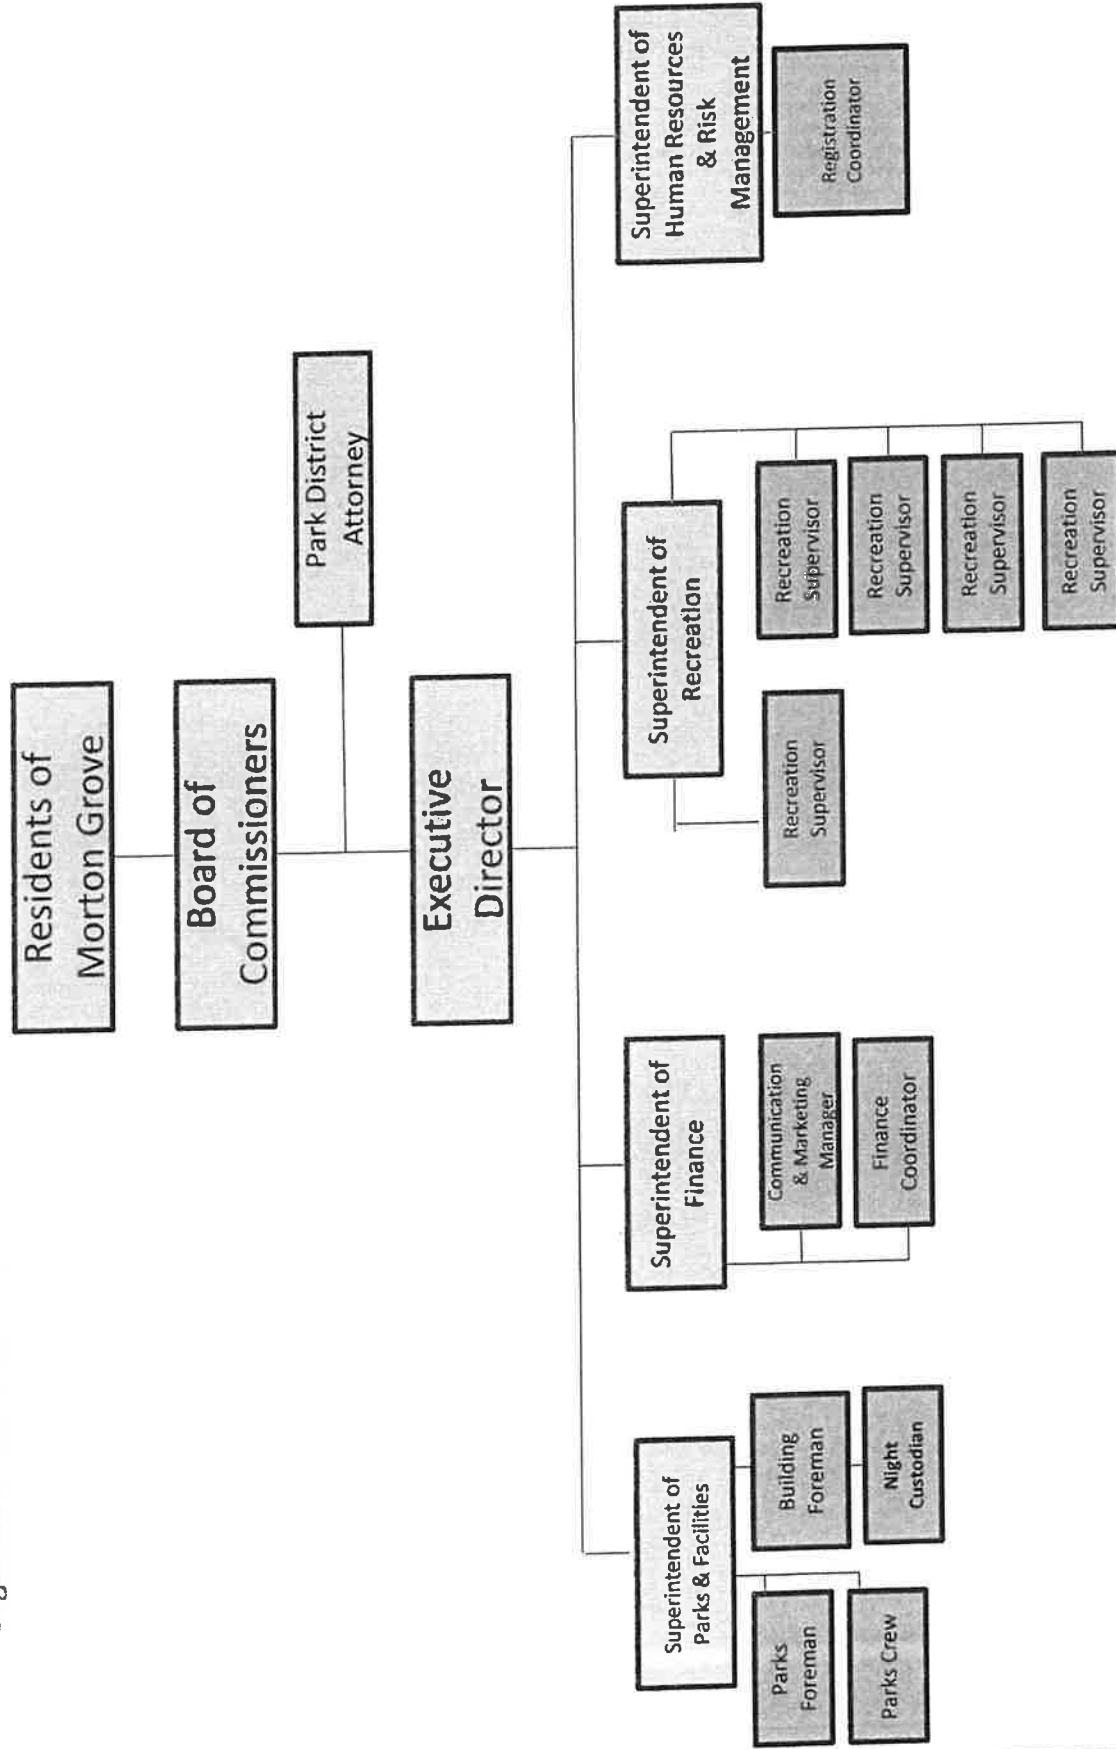 Residents of
Morton Grove
Board of
Commissioners
Park District
Attorney
Executive
Director
Superintendent of
Parks & Facilities
Superintendent of
Finance
Superintendent of
Recreation
Superintendent of
Human Resources
& Risk
Management
Parks
Foreman
Parks Crew
Building
Foreman
Night
Custodian
Communication
& Marketing
Manager
Finance
Coordinator
Recreation
Supervisor
Recreation
Supervisor
Recreation
Supervisor
Recreation
Supervisor
Recreation
Supervisor
Registration
Coordinator